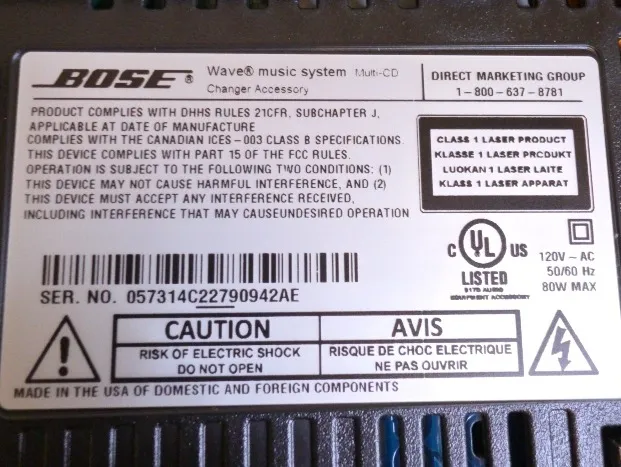 BOSE ® Wave® music system Multi-CD
Changer Accessory
DIRECT MARKETING GROUP
1-800-637-8781
PRODUCT COMPLIES WITH DHHS RULES 21CFR, SUBCHAPTER J,
APPLICABLE AT DATE OF MANUFACTURE
COMPLIES WITH THE CANADIAN ICES-003 CLASS B SPECIFICATIONS.
THIS DEVICE COMPLIES WITH PART 15 OF THE FCC RULES.
OPERATION IS SUBJECT TO THE FOLLOWING TWO CONDITIONS: (1)
THIS DEVICE MAY NOT CAUSE HARMFUL INTERFERENCE, AND (2)
THIS DEVICE MUST ACCEPT ANY INTERFERENCE RECEIVED,
INCLUDING INTERFERENCE THAT MAY CAUSEUNDESIRED OPERATION
CLASS 1 LASER PRODUCT
KLASSE 1 LASER PRODUKT
LUOKAN 1 LASER LAITE
KLASS 1 LASER APPARAT
C UL US
LISTED
917D AUDIO
EQUIPMENT ACCESSORY
120V ~ AC
50/60 Hz
80W MAX
SER. NO. 057314C22790942AE
CAUTION
RISK OF ELECTRIC SHOCK
DO NOT OPEN
AVIS
RISQUE DE CHOC ELECTRIQUE
NE PAS OUVRIR
MADE IN THE USA OF DOMESTIC AND FOREIGN COMPONENTS